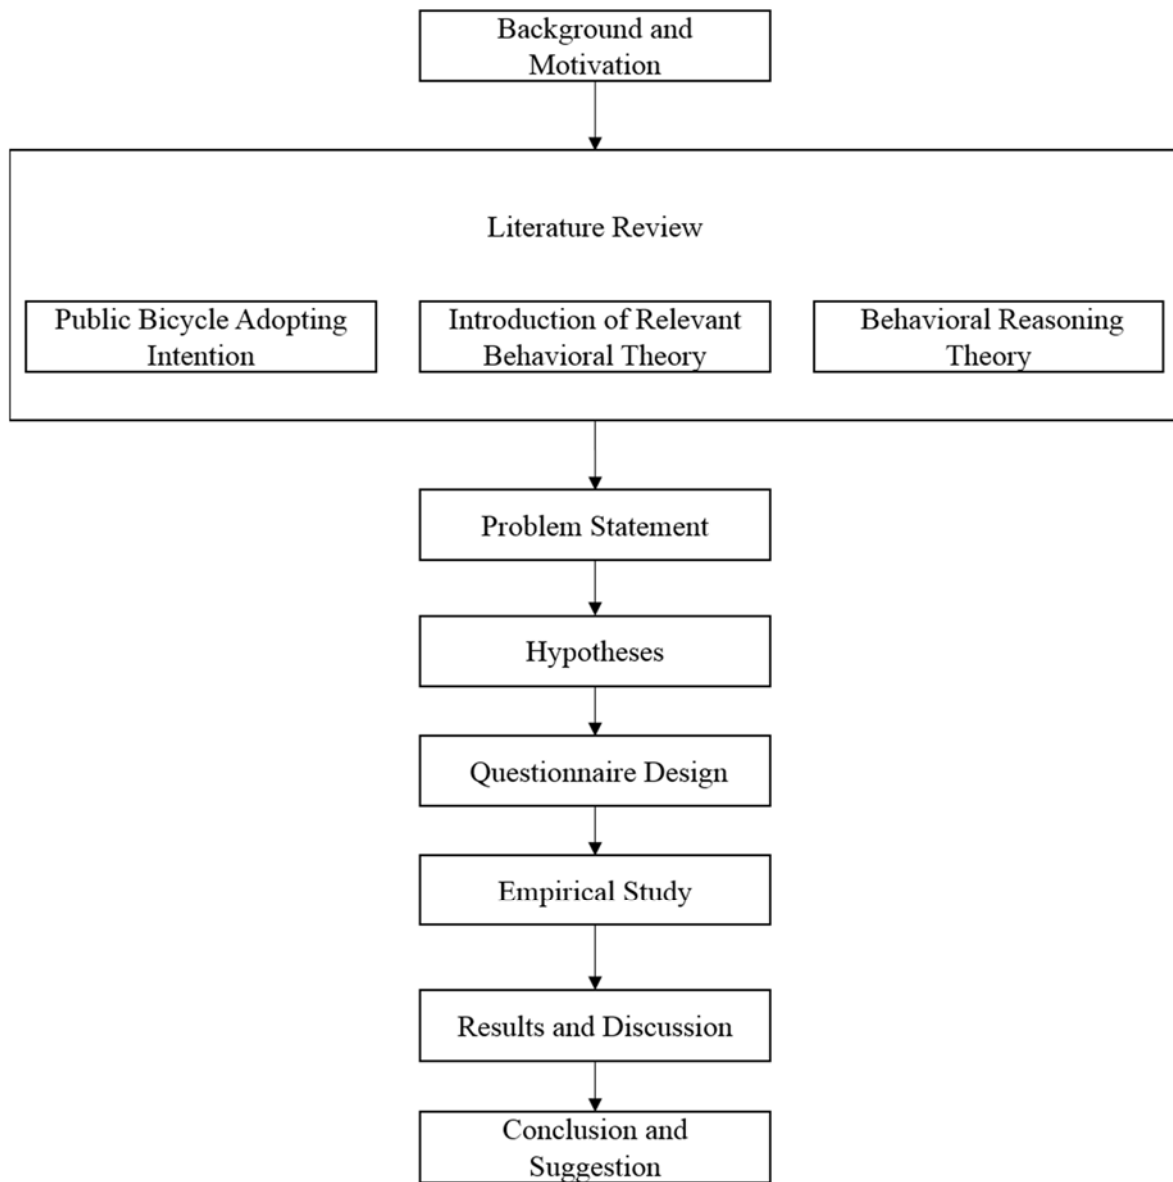 Background and
Motivation
Literature Review
Public Bicycle Adopting
Intention
Introduction of Relevant
Behavioral Theory
Behavioral Reasoning
Theory
Problem Statement
Hypotheses
Questionnaire Design
Empirical Study
Results and Discussion
Conclusion and
Suggestion